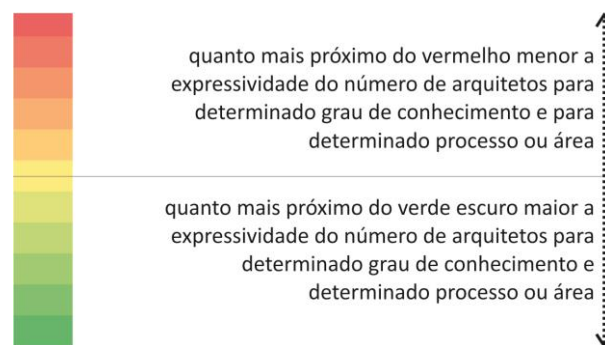 quanto mais próximo do vermelho menor a
expressividade do número de arquitetos para
determinado grau de conhecimento e para
determinado processo ou área
quanto mais próximo do verde escuro maior a
expressividade do número de arquitetos para
determinado grau de conhecimento e
determinado processo ou área